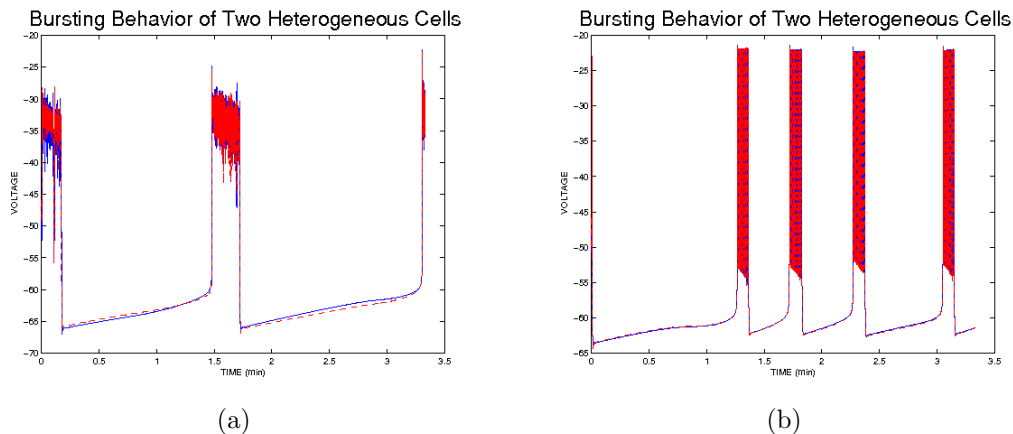 Bursting Behavior of Two Heterogeneous Cells
-20
-25
-30
-35
-40
-45
-50
-55
-60
-65
-70
VOLTAGE
0 0.5 1 1.5 2 2.5 3 3.5
TIME (min)
(a)
Bursting Behavior of Two Heterogeneous Cells
-20
-25
-30
-35
-40
-45
-50
-55
-60
-65
VOLTAGE
0 0.5 1 1.5 2 2.5 3 3.5
TIME (min)
(b)